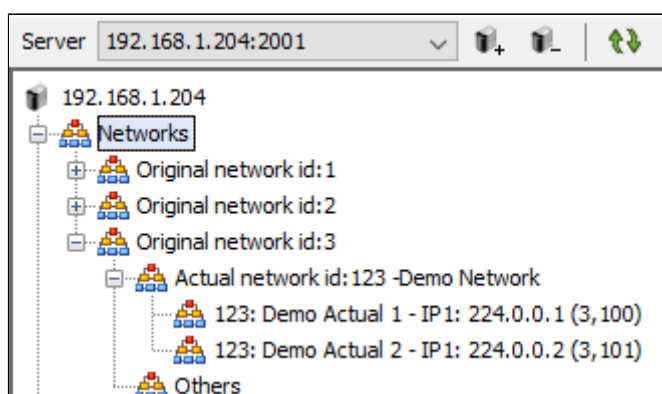 Server 192.168.1.204:2001
192.168.1.204
Networks
Original network id:1
Original network id:2
Original network id:3
Actual network id:123 -Demo Network
123: Demo Actual 1 - IP1: 224.0.0.1 (3,100)
123: Demo Actual 2 - IP1: 224.0.0.2 (3,101)
Others